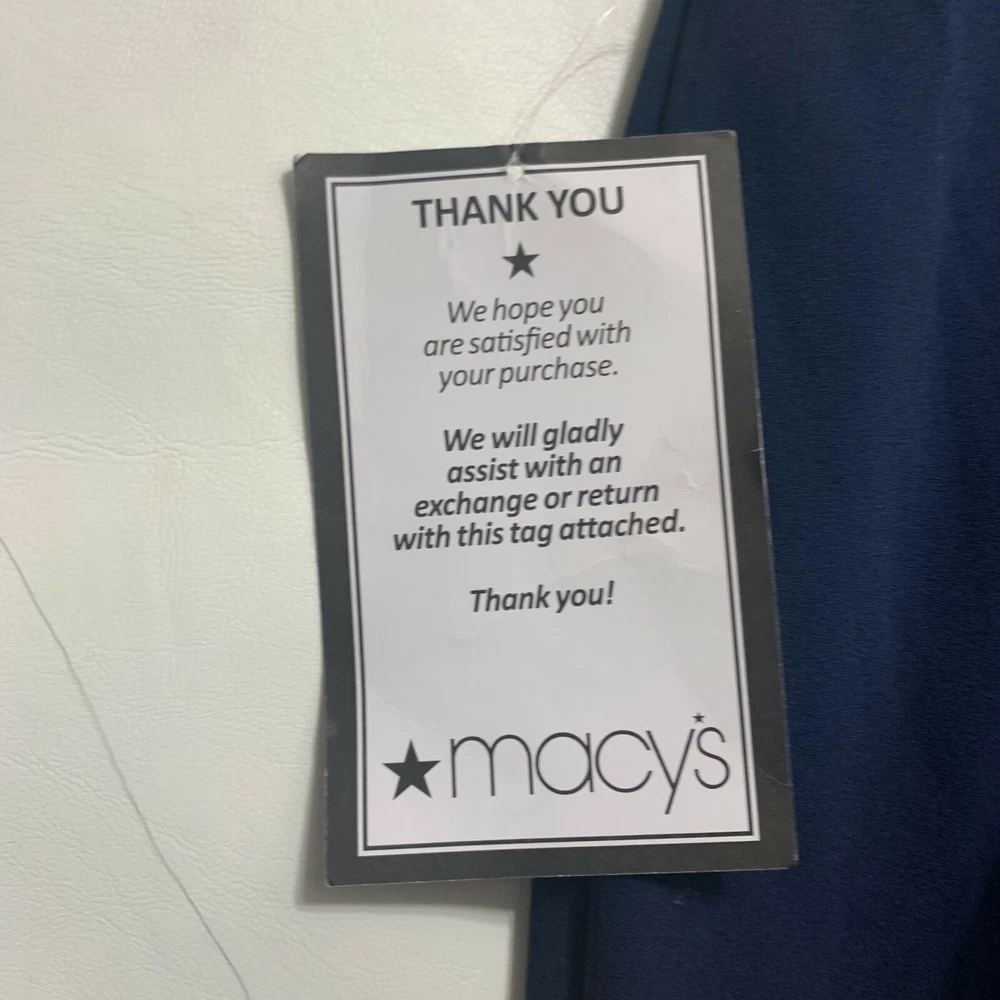 THANK YOU
We hope you
are satisfied with
your purchase.
We will gladly
assist with an
exchange or return
with this tag attached.
Thank you!
macy's